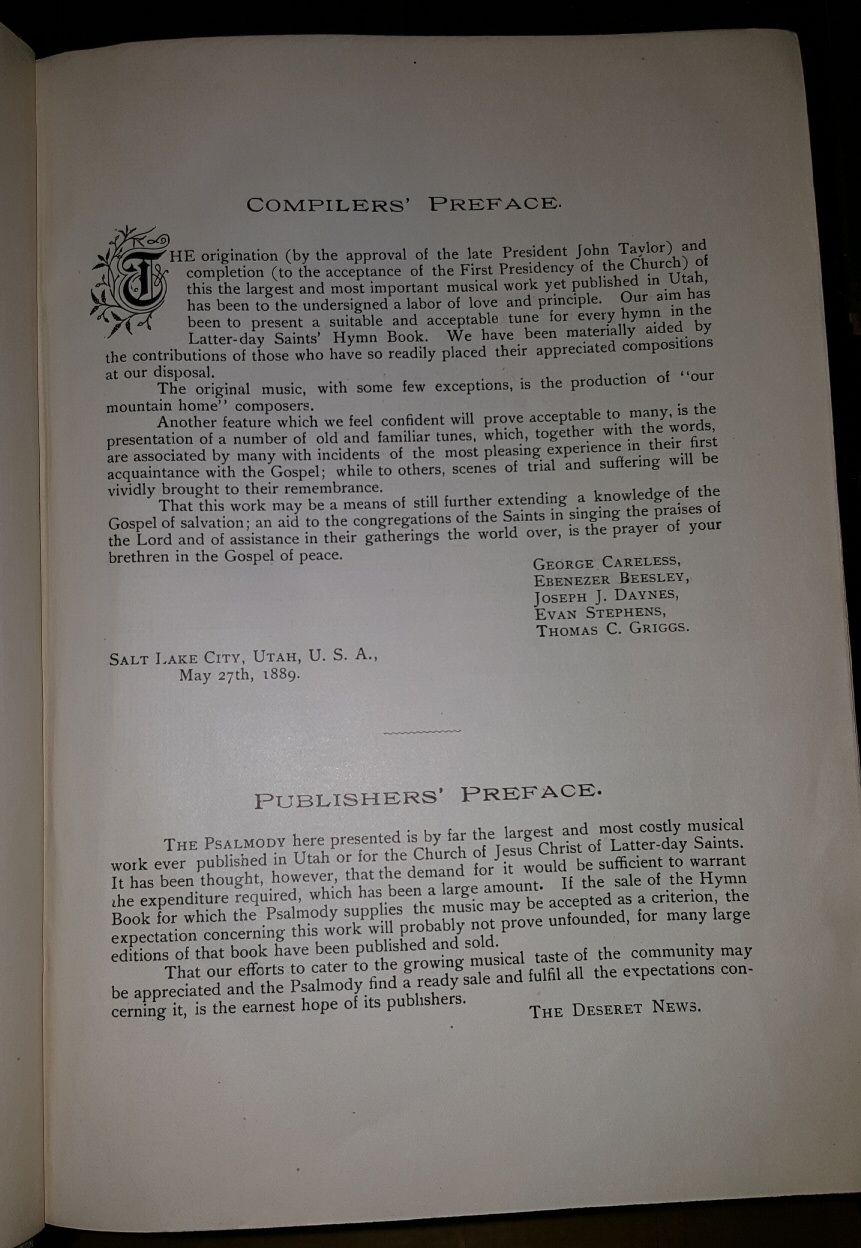 COMPILERS' PREFACE.
THE origination (by the approval of the late President John Taylor) and
completion (to the acceptance of the First Presidency of the Church) of
this the largest and most important musical work yet published in Utah,
has been to the undersigned a labor of love and principle. Our aim has
been to present a suitable and acceptable tune for every hymn in the
Latter-day Saints' Hymn Book. We have been materially aided by
the contributions of those who have so readily placed their appreciated compositions
at our disposal.
The original music, with some few exceptions, is the production of "our
mountain home" composers.
Another feature which we feel confident will prove acceptable to many, is the
presentation of a number of old and familiar tunes, which, together with the words,
are associated by many with incidents of the most pleasing experience in their first
acquaintance with the Gospel; while to others, scenes of trial and suffering will be
vividly brought to their remembrance.
That this work may be a means of still further extending a knowledge of the
Gospel of salvation; an aid to the congregations of the Saints in singing the praises of
the Lord and of assistance in their gatherings the world over, is the prayer of your
brethren in the Gospel of peace.
GEORGE CARELESS,
EBENEZER BEESLEY,
JOSEPH J. DAYNES,
EVAN STEPHENS,
THOMAS C. GRIGGS.
SALT LAKE CITY, UTAH, U. S. A.,
May 27th, 1889.
PUBLISHERS' PREFACE.
THE PSALMODY here presented is by far the largest and most costly musical
work ever published in Utah or for the Church of Jesus Christ of Latter-day Saints.
It has been thought, however, that the demand for it would be sufficient to warrant
the expenditure required, which has been a large amount. If the sale of the Hymn
Book for which the Psalmody supplies the music may be accepted as a criterion, the
expectation concerning this work will probably not prove unfounded, for many large
editions of that book have been published and sold.
That our efforts to cater to the growing musical taste of the community may
be appreciated and the Psalmody find a ready sale and fulfil all the expectations con-
cerning it, is the earnest hope of its publishers.
THE DESERET NEWS.